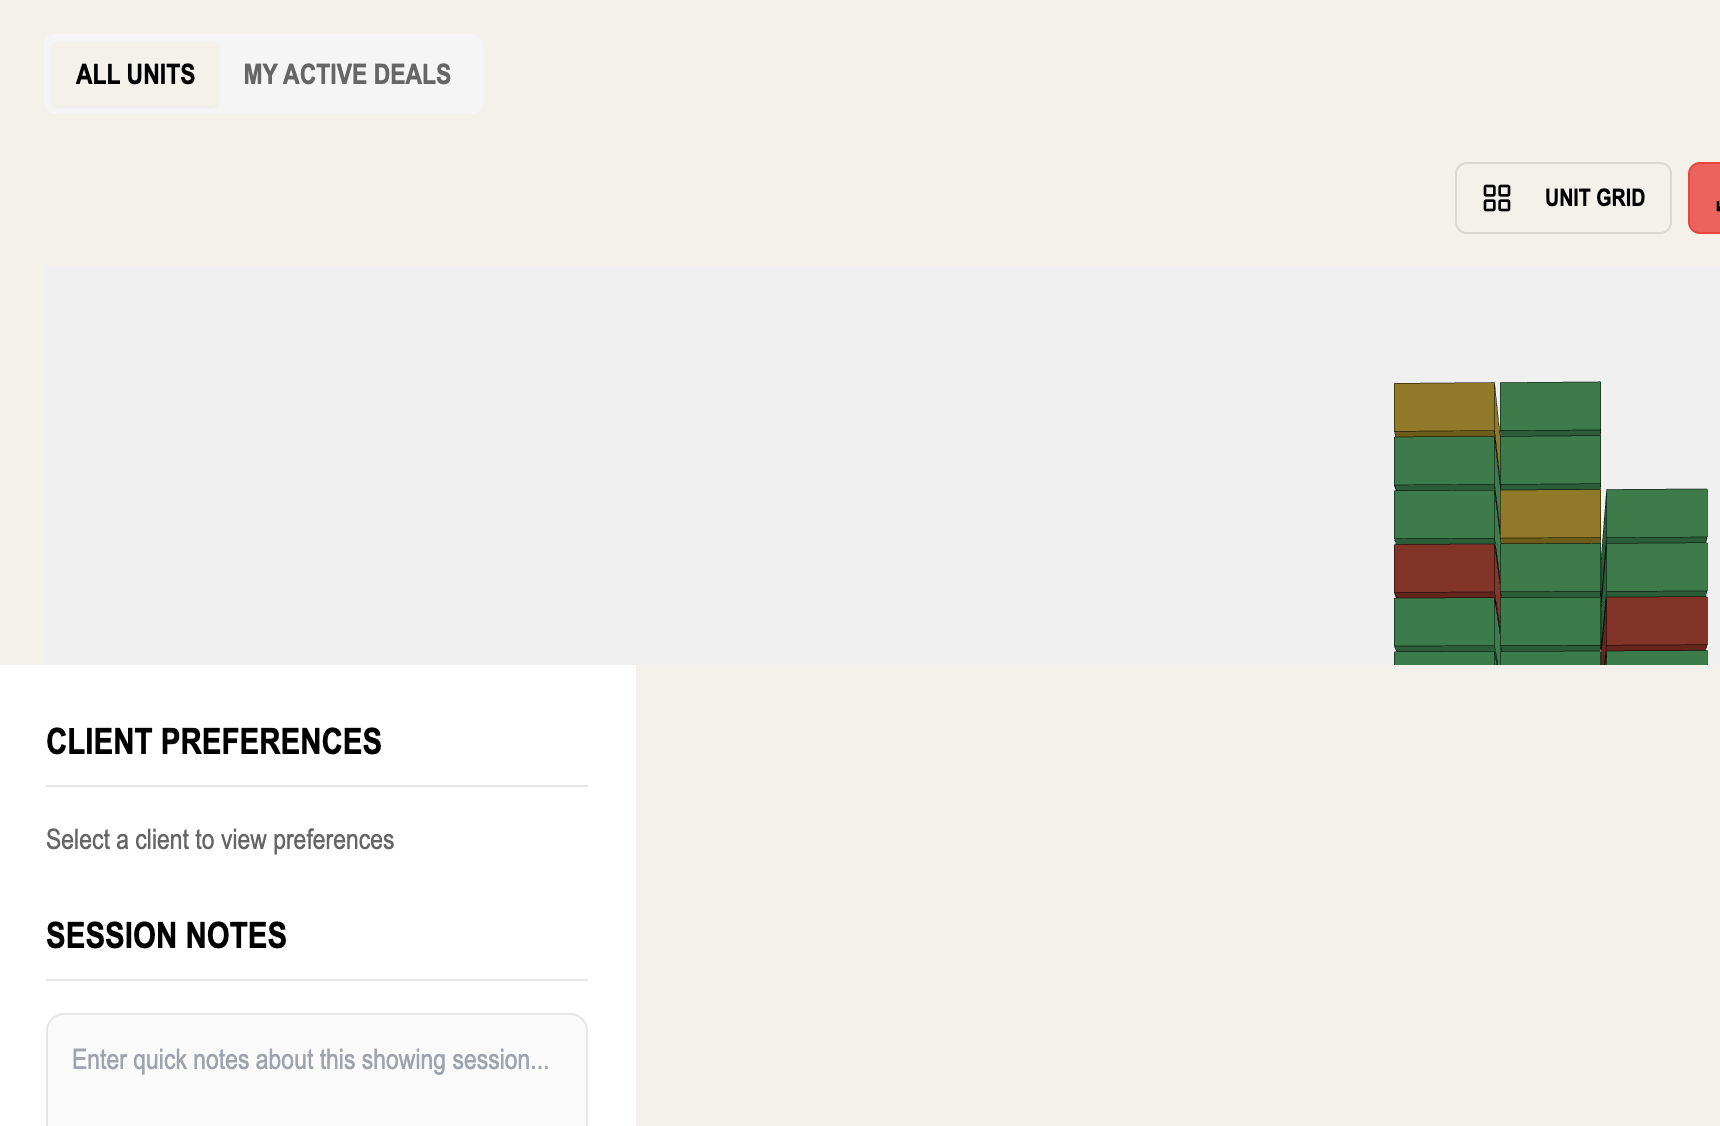 ALL UNITS MY ACTIVE DEALS
UNIT GRID
CLIENT PREFERENCES
Select a client to view preferences
SESSION NOTES
Enter quick notes about this showing session...